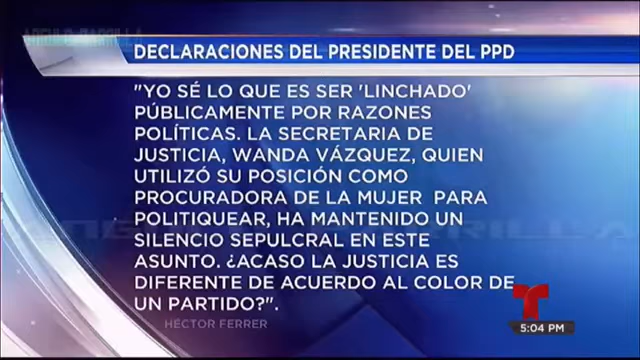 DECLARACIONES DEL PRESIDENTE DEL PPD
"YO SÉ LO QUE ES SER 'LINCHADO'
PÚBLICAMENTE POR RAZONES
POLÍTICAS. LA SECRETARIA DE
JUSTICIA, WANDA VÁZQUEZ, QUIEN
UTILIZÓ SU POSICIÓN COMO
PROCURADORA DE LA MUJER PARA
POLITIQUEAR, HA MANTENIDO UN
SILENCIO SEPULCRAL EN ESTE
ASUNTO. ¿ACASO LA JUSTICIA ES
DIFERENTE DE ACUERDO AL COLOR DE
UN PARTIDO?".
HÉCTOR FERRER
5:04 PM